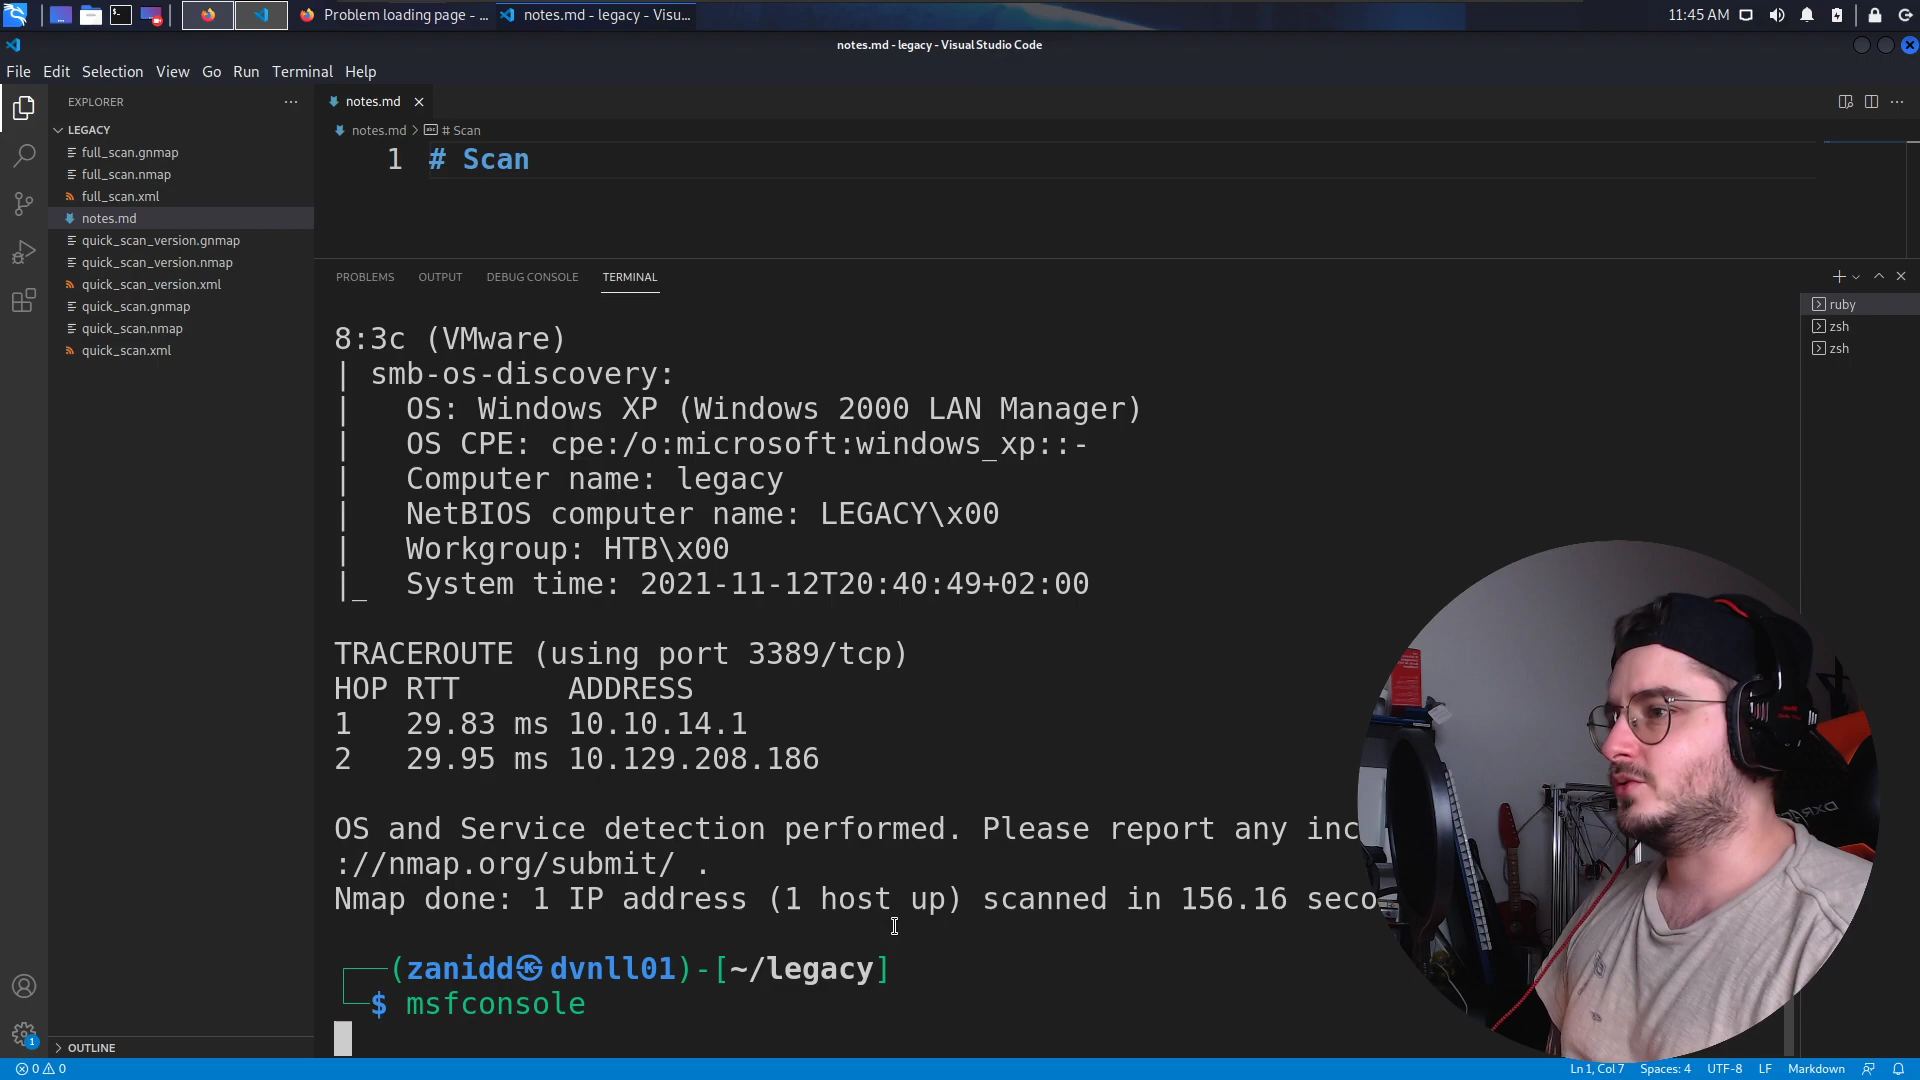 Problem loading page - ...
notes.md - legacy - Visu...
11:45 AM
notes.md - legacy - Visual Studio Code
File Edit Selection View Go Run Terminal Help
EXPLORER
LEGACY
full_scan.gnmap
full_scan.nmap
full_scan.xml
notes.md
quick_scan_version.gnmap
quick_scan_version.nmap
quick_scan_version.xml
quick_scan.gnmap
quick_scan.nmap
quick_scan.xml
OUTLINE
notes.md
notes.md > # Scan
1 # Scan
PROBLEMS OUTPUT DEBUG CONSOLE TERMINAL
ruby
zsh
zsh
8:3c (VMware)
| smb-os-discovery:
|   OS: Windows XP (Windows 2000 LAN Manager)
|   OS CPE: cpe:/o:microsoft:windows_xp::-
|   Computer name: legacy
|   NetBIOS computer name: LEGACY\x00
|   Workgroup: HTB\x00
|_  System time: 2021-11-12T20:40:49+02:00
TRACEROUTE (using port 3389/tcp)
HOP RTT      ADDRESS
1   29.83 ms 10.10.14.1
2   29.95 ms 10.129.208.186
OS and Service detection performed. Please report any inc
://nmap.org/submit/ .
Nmap done: 1 IP address (1 host up) scanned in 156.16 seco
(zanidd㉿dvnll01)-[~/legacy]
$ msfconsole
1
0 0
Ln 1, Col 7 Spaces: 4 UTF-8 LF Markdown